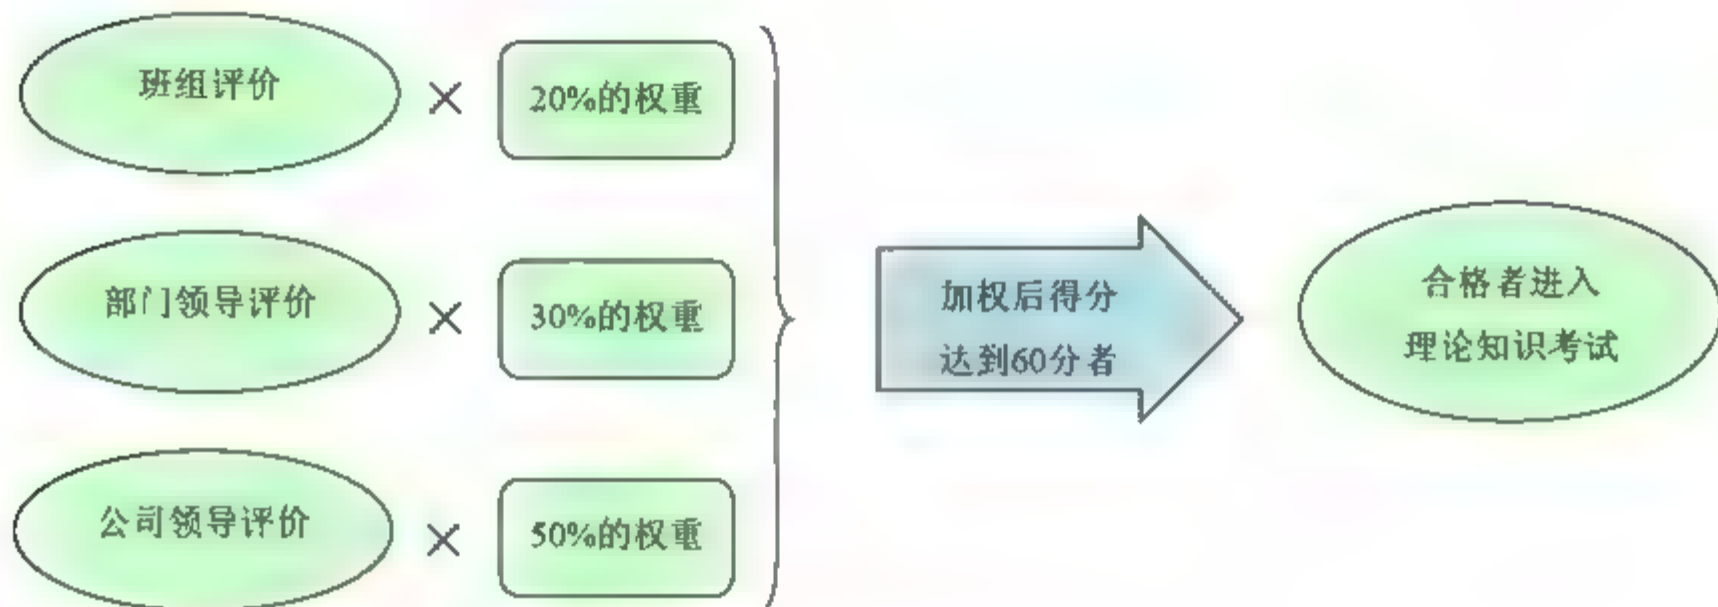 班组评价
×
20%的权重
部门领导评价
×
30%的权重
公司领导评价
×
50%的权重
加权后得分
达到60分者
合格者进入
理论知识考试